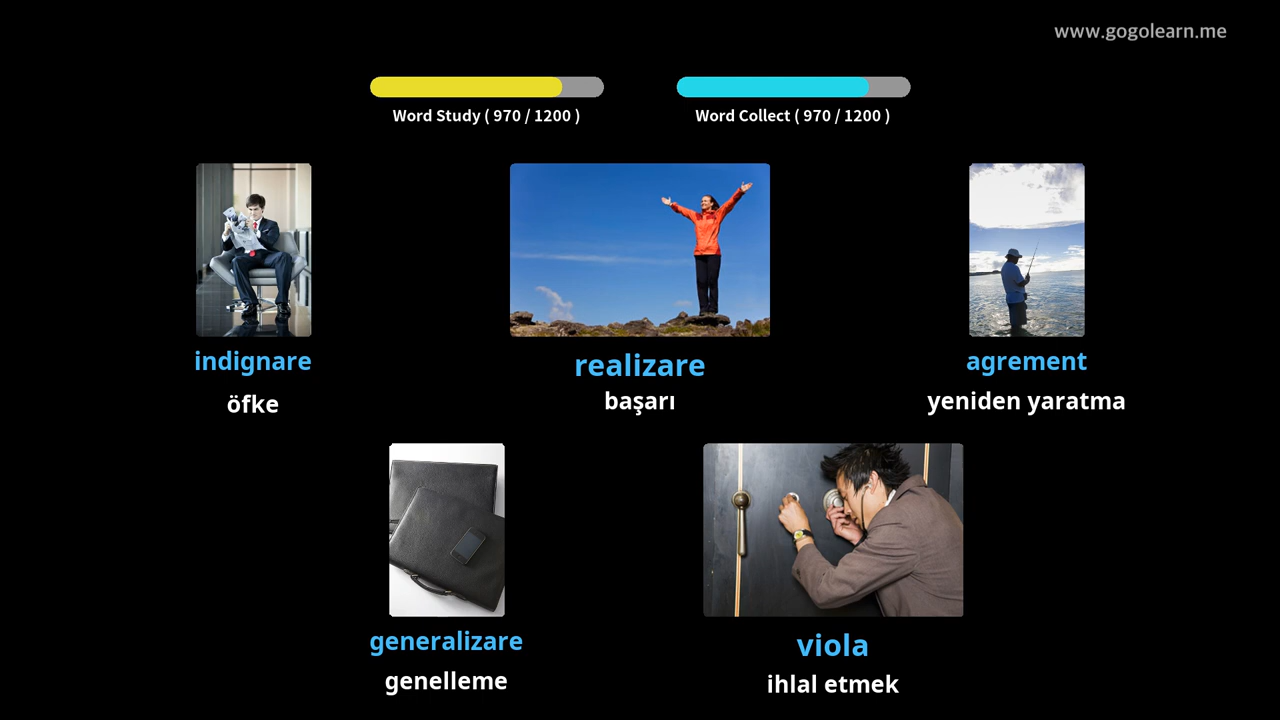 www.gogolearn.me
Word Study ( 970 / 1200 )
Word Collect ( 970 / 1200 )
indignare
öfke
realizare
başarı
agrement
yeniden yaratma
generalizare
genelleme
viola
ihlal etmek